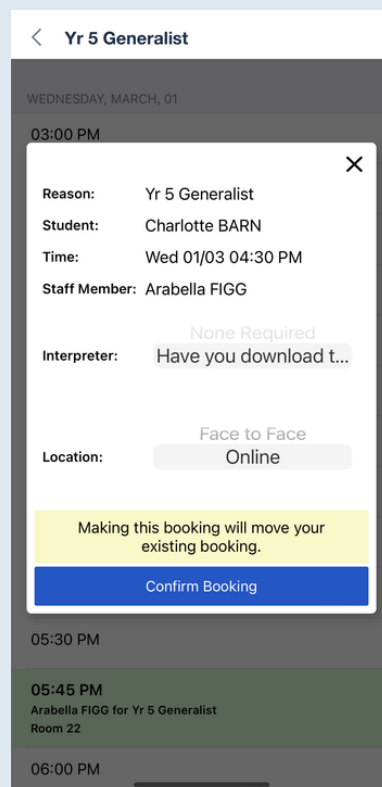 Yr 5 Generalist
WEDNESDAY, MARCH, 01
03:00 PM
Reason: Yr 5 Generalist
Student: Charlotte BARN
Time: Wed 01/03 04:30 PM
Staff Member: Arabella FIGG
None Required
Interpreter: Have you download t...
Face to Face
Location: Online
Making this booking will move your
existing booking.
Confirm Booking
05:30 PM
05:45 PM
Arabella FIGG for Yr 5 Generalist
Room 22
06:00 PM